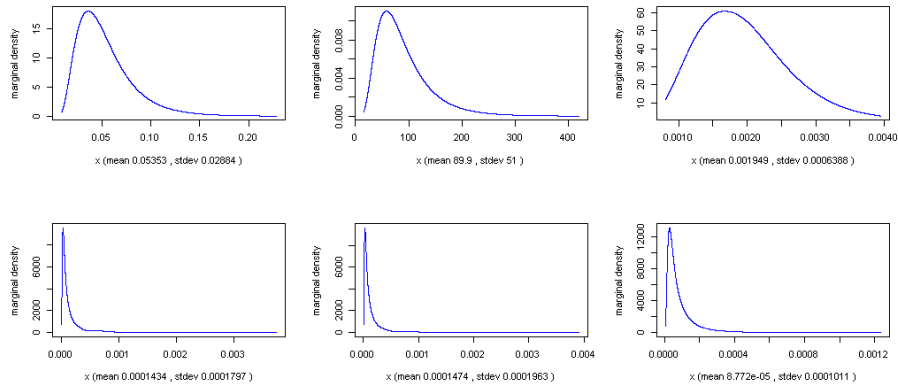 marginal density
0 5 10 15
0.05 0.10 0.15 0.20
x (mean 0.05353 , stdev 0.02884 )
marginal density
0.000 0.004 0.008
0 100 200 300 400
x (mean 89.9 , stdev 51 )
marginal density
10 20 30 40 50 60
0.0010 0.0020 0.0030 0.0040
x (mean 0.001949 , stdev 0.0006388 )
marginal density
0 2000 6000
0.000 0.001 0.002 0.003
x (mean 0.0001434 , stdev 0.0001797 )
marginal density
0 2000 6000
0.000 0.001 0.002 0.003 0.004
x (mean 0.0001474 , stdev 0.0001963 )
marginal density
0 4000 8000 12000
0.0000 0.0004 0.0008 0.0012
x (mean 8.772e-05 , stdev 0.0001011 )